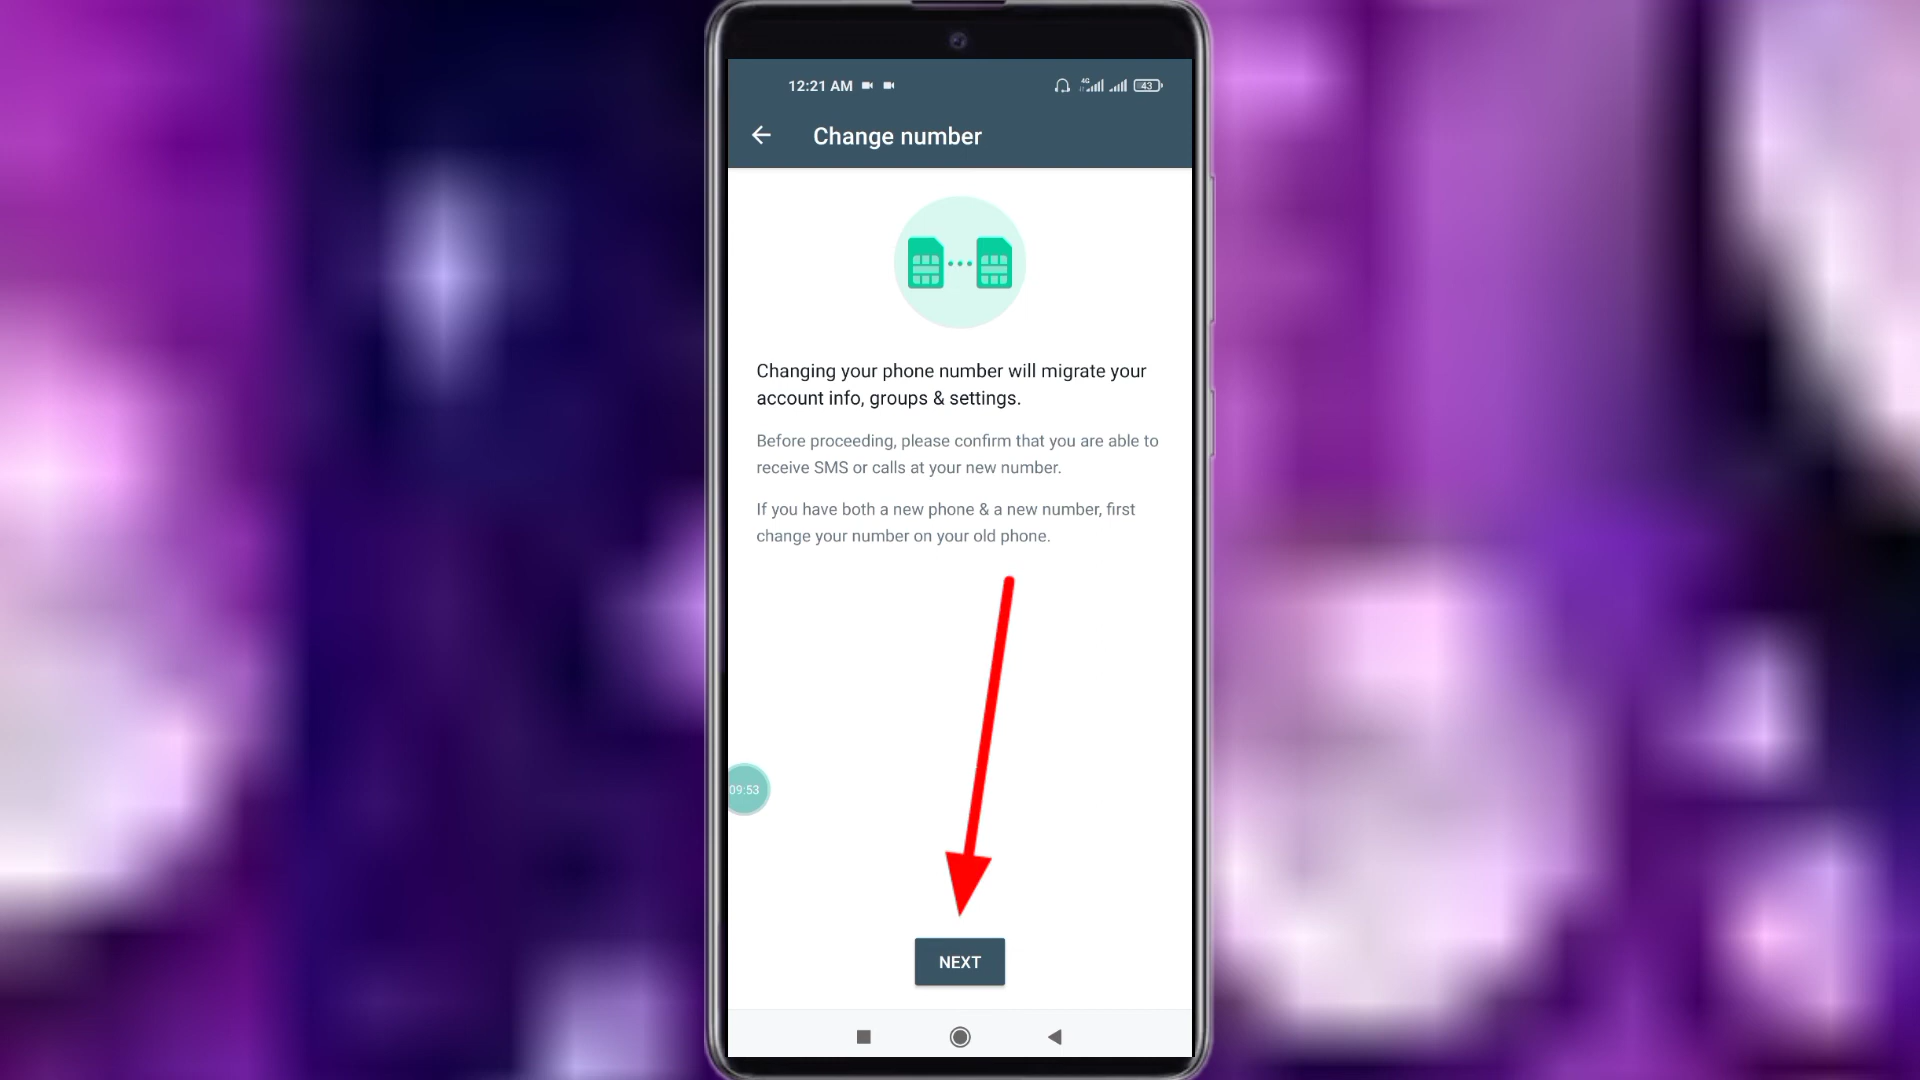 12:21 AM
4G
43
Change number
Changing your phone number will migrate your
account info, groups & settings.
Before proceeding, please confirm that you are able to
receive SMS or calls at your new number.
If you have both a new phone & a new number, first
change your number on your old phone.
09:53
NEXT